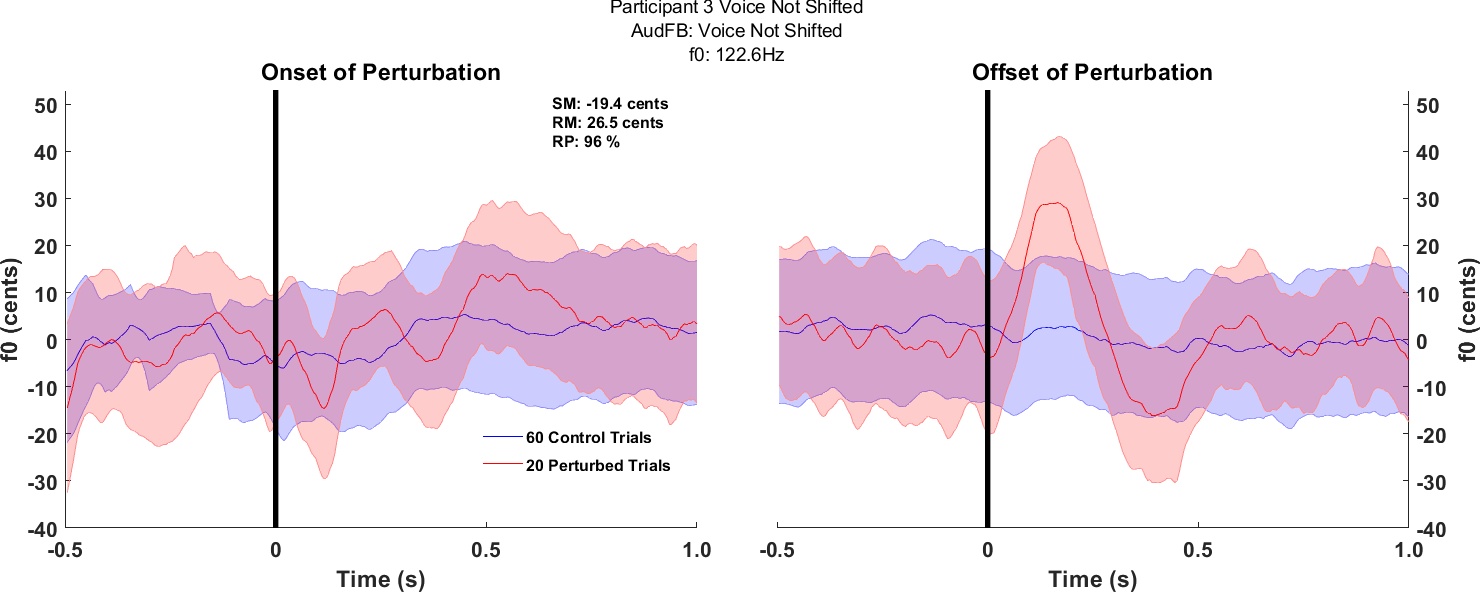 Participant 3 Voice Not Shifted
AudFB: Voice Not Shifted
f0: 122.6Hz
Onset of Perturbation
Offset of Perturbation
SM: -19.4 cents
RM: 26.5 cents
RP: 96 %
50
40
30
20
10
0
-10
-20
-30
-40
f0 (cents)
60 Control Trials
20 Perturbed Trials
-0.5
0
0.5
1.0
Time (s)
-0.5
0
0.5
1.0
Time (s)
50
40
30
20
10
0
-10
-20
-30
-40
f0 (cents)